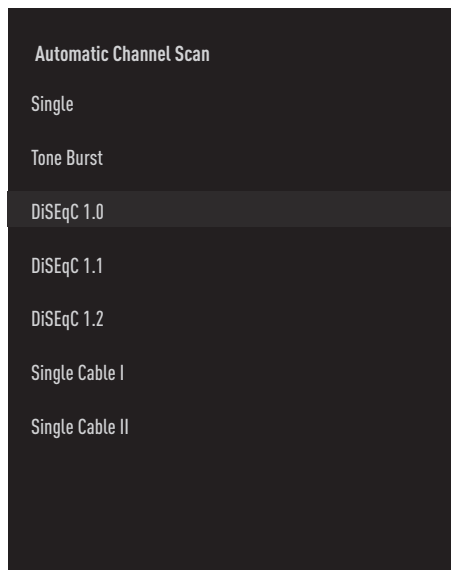 Automatic Channel Scan
Single
Tone Burst
DiSEqC 1.0
DiSEqC 1.1
DiSEqC 1.2
Single Cable I
Single Cable II